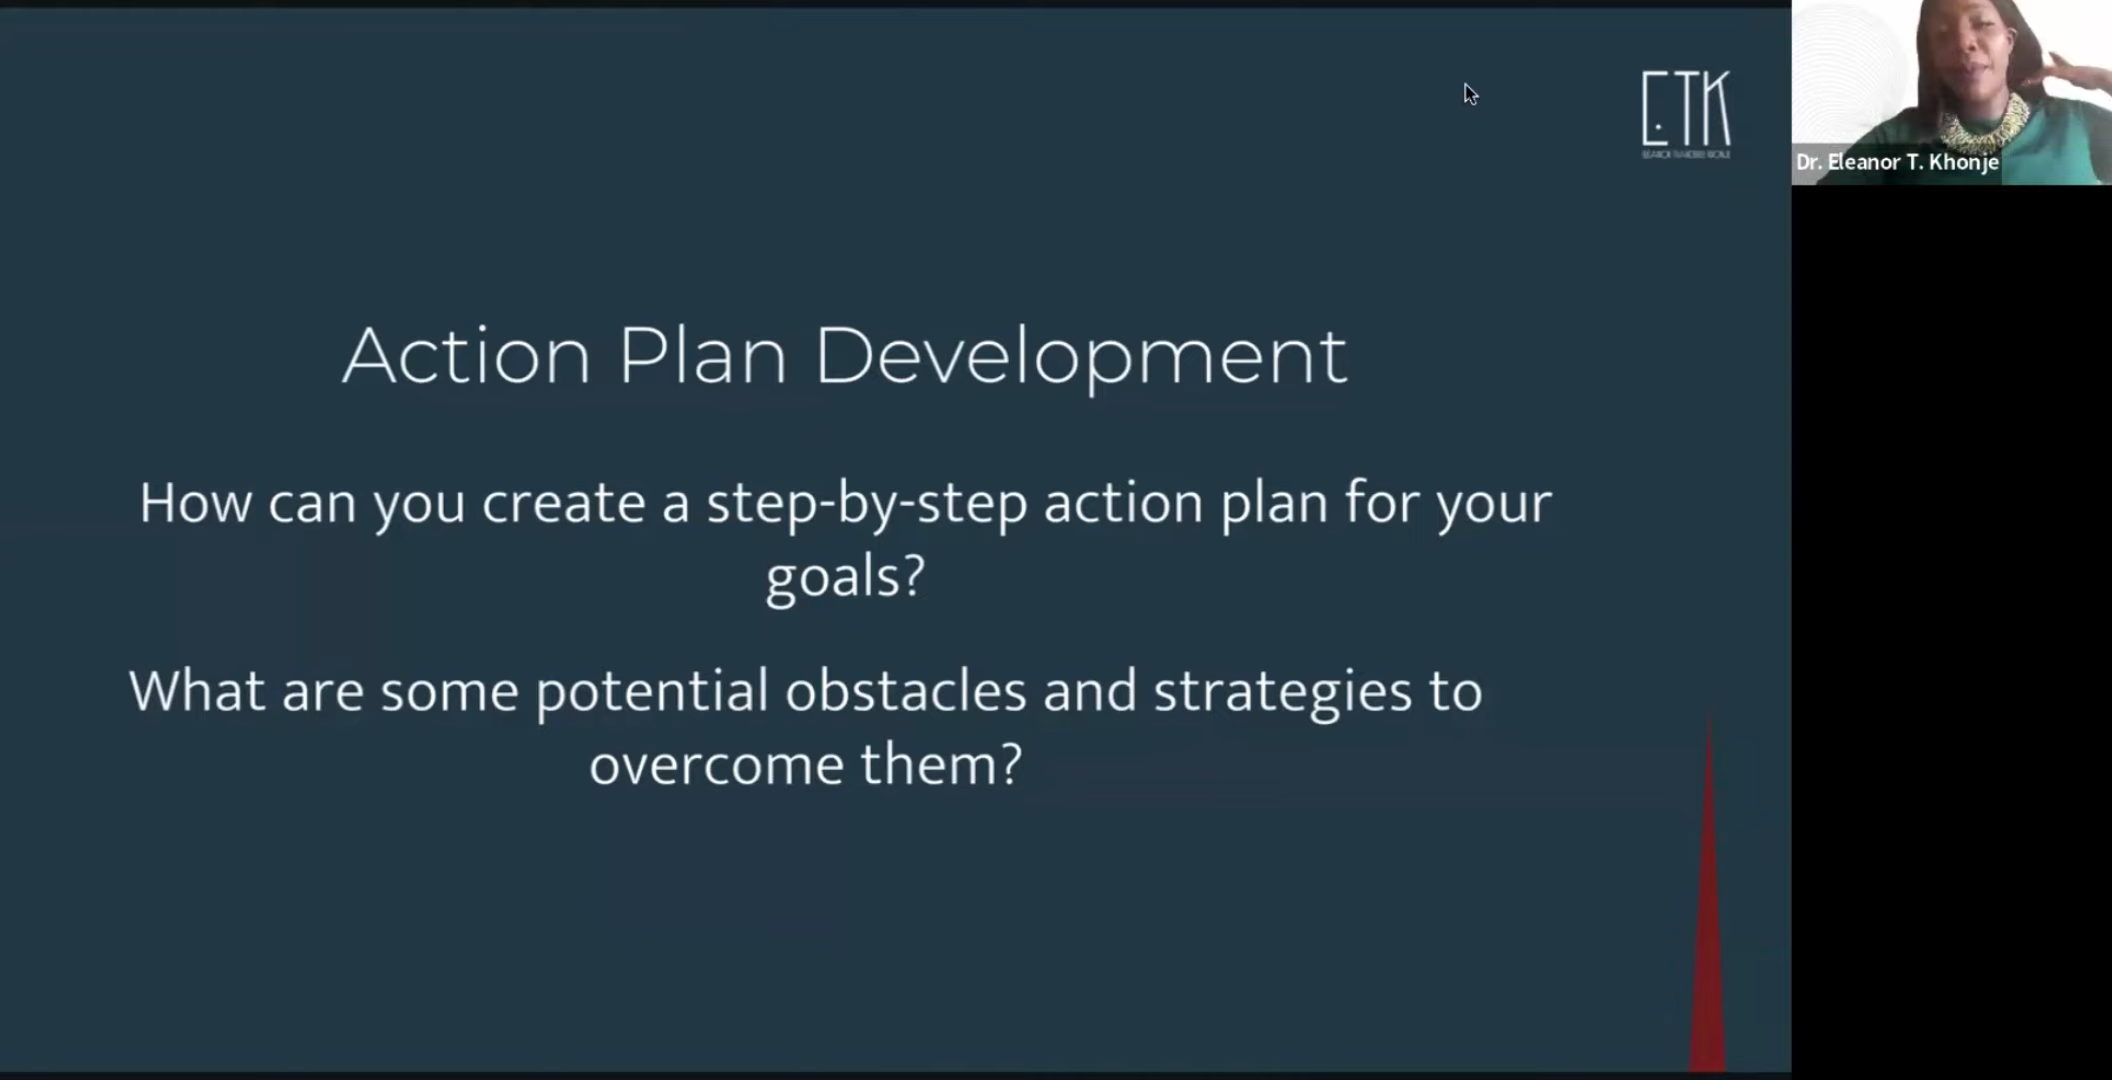 ETK
Dr. Eleanor T. Khonje
Action Plan Development
How can you create a step-by-step action plan for your
goals?
What are some potential obstacles and strategies to
overcome them?